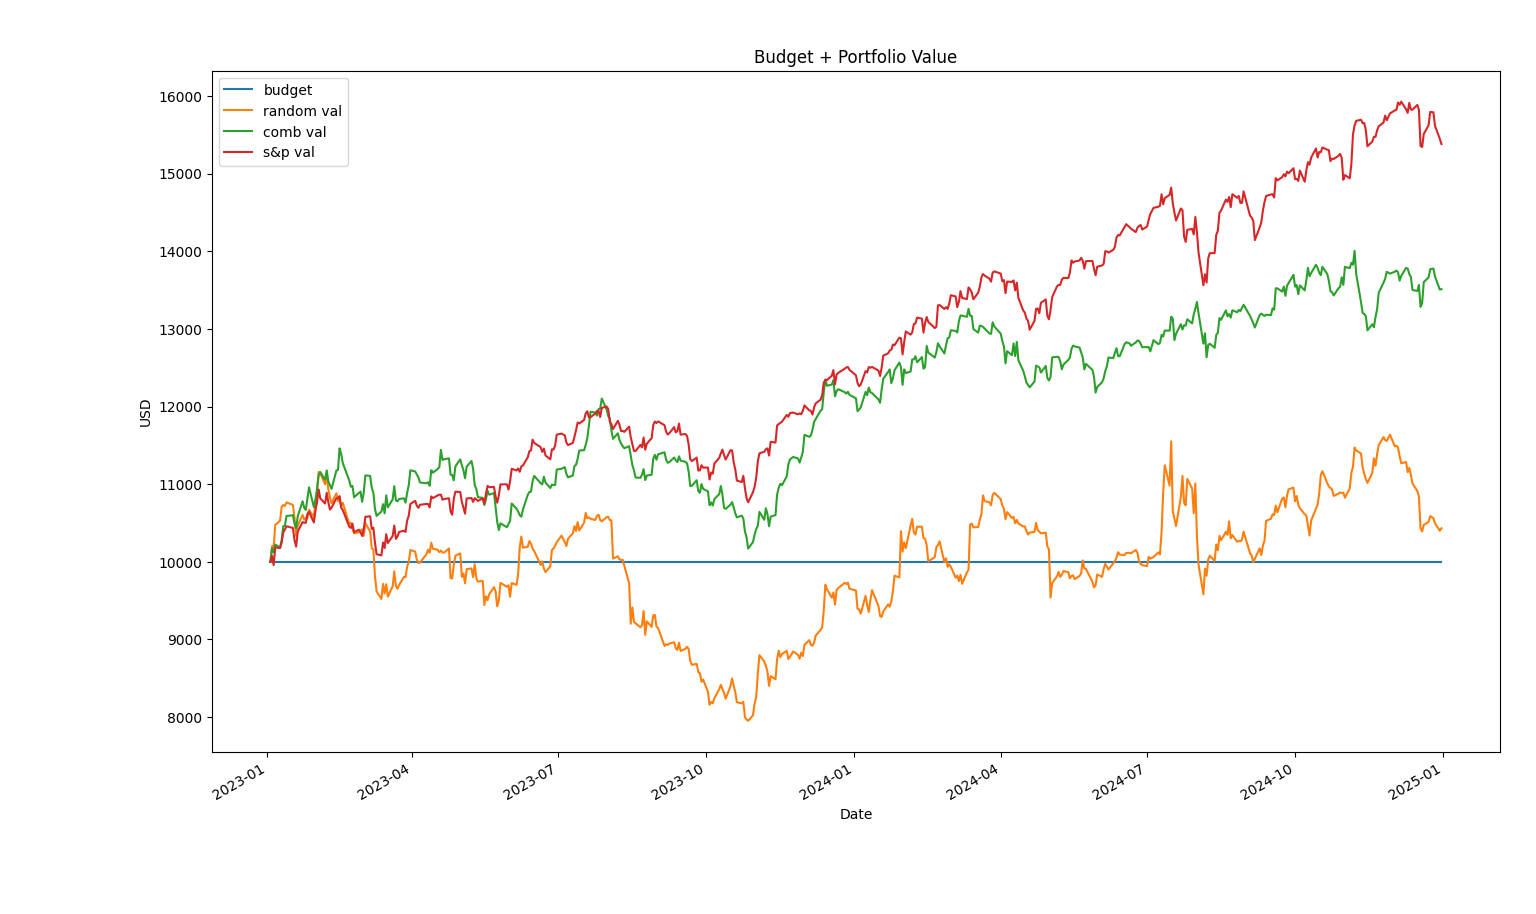 Budget + Portfolio Value
budget
random val
comb val
s&p val
16000
15000
14000
13000
12000
11000
10000
9000
8000
USD
2023-01
2023-04
2023-07
2023-10
2024-01
2024-04
2024-07
2024-10
2025-01
Date